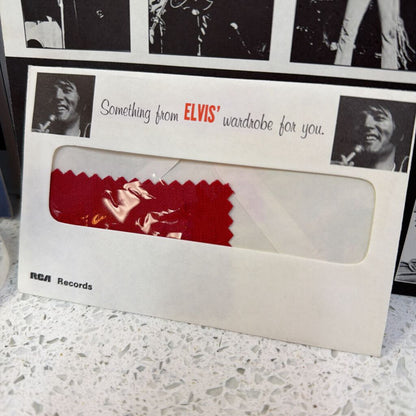 Something from ELVIS' wardrobe for you.
RCA Records